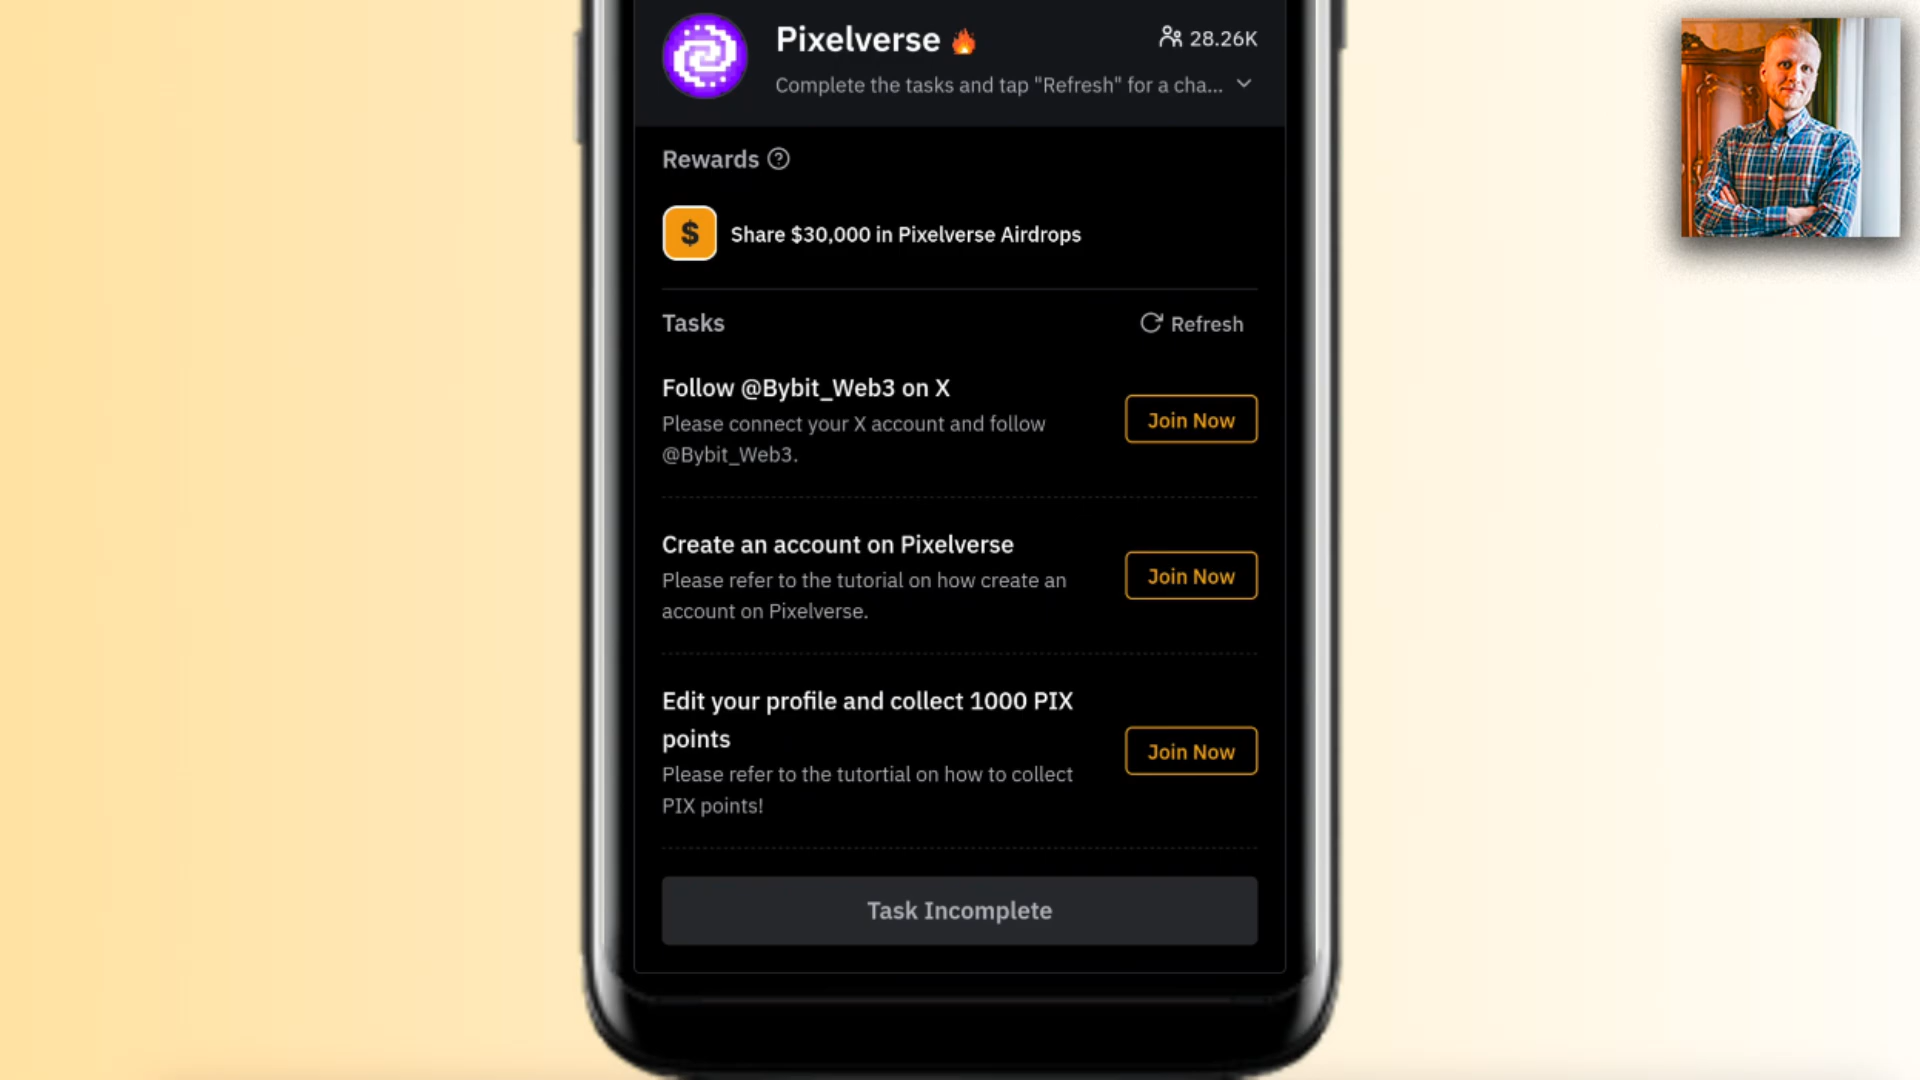 Pixelverse 🔥
28.26K
Complete the tasks and tap "Refresh" for a cha...
Rewards
Share $30,000 in Pixelverse Airdrops
Tasks
Refresh
Follow @Bybit_Web3 on X
Please connect your X account and follow
@Bybit_Web3.
Join Now
Create an account on Pixelverse
Please refer to the tutorial on how create an
account on Pixelverse.
Join Now
Edit your profile and collect 1000 PIX
points
Please refer to the tutortial on how to collect
PIX points!
Join Now
Task Incomplete